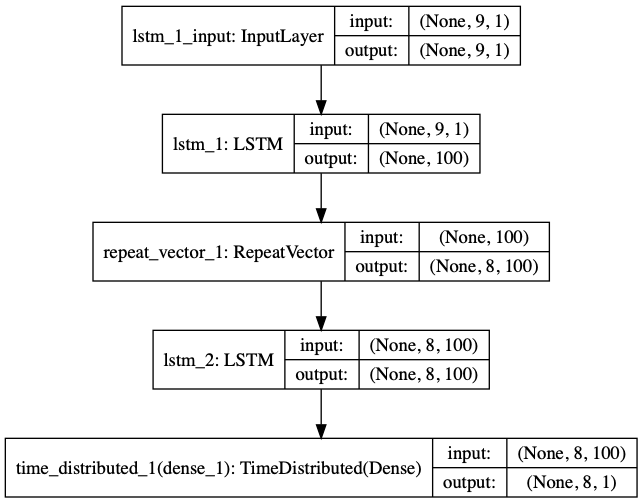 lstm_1_input: InputLayer
input: (None, 9, 1)
output: (None, 9, 1)
lstm_1: LSTM
input: (None, 9, 1)
output: (None, 100)
repeat_vector_1: RepeatVector
input: (None, 100)
output: (None, 8, 100)
lstm_2: LSTM
input: (None, 8, 100)
output: (None, 8, 100)
time_distributed_1(dense_1): TimeDistributed(Dense)
input: (None, 8, 100)
output: (None, 8, 1)